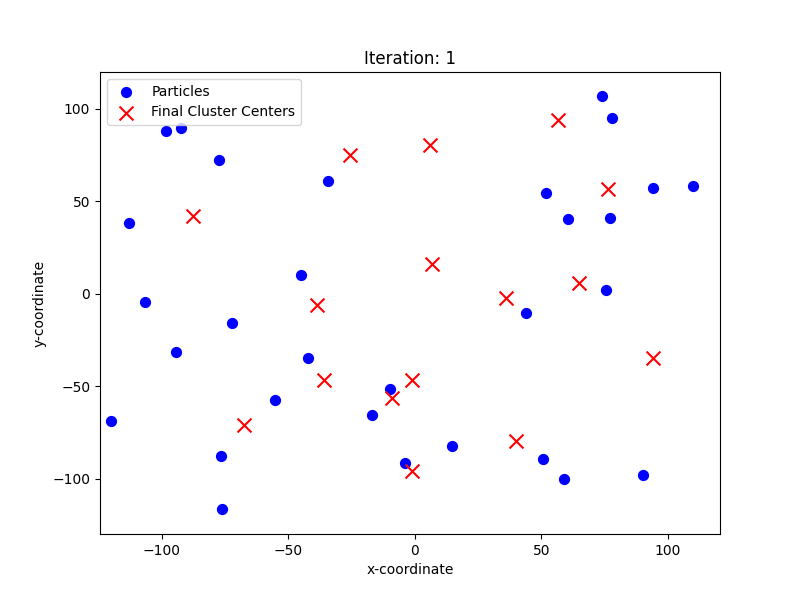 Iteration: 1
Particles
Final Cluster Centers
100
50
0
−50
−100
y-coordinate
−100
−50
0
50
100
x-coordinate